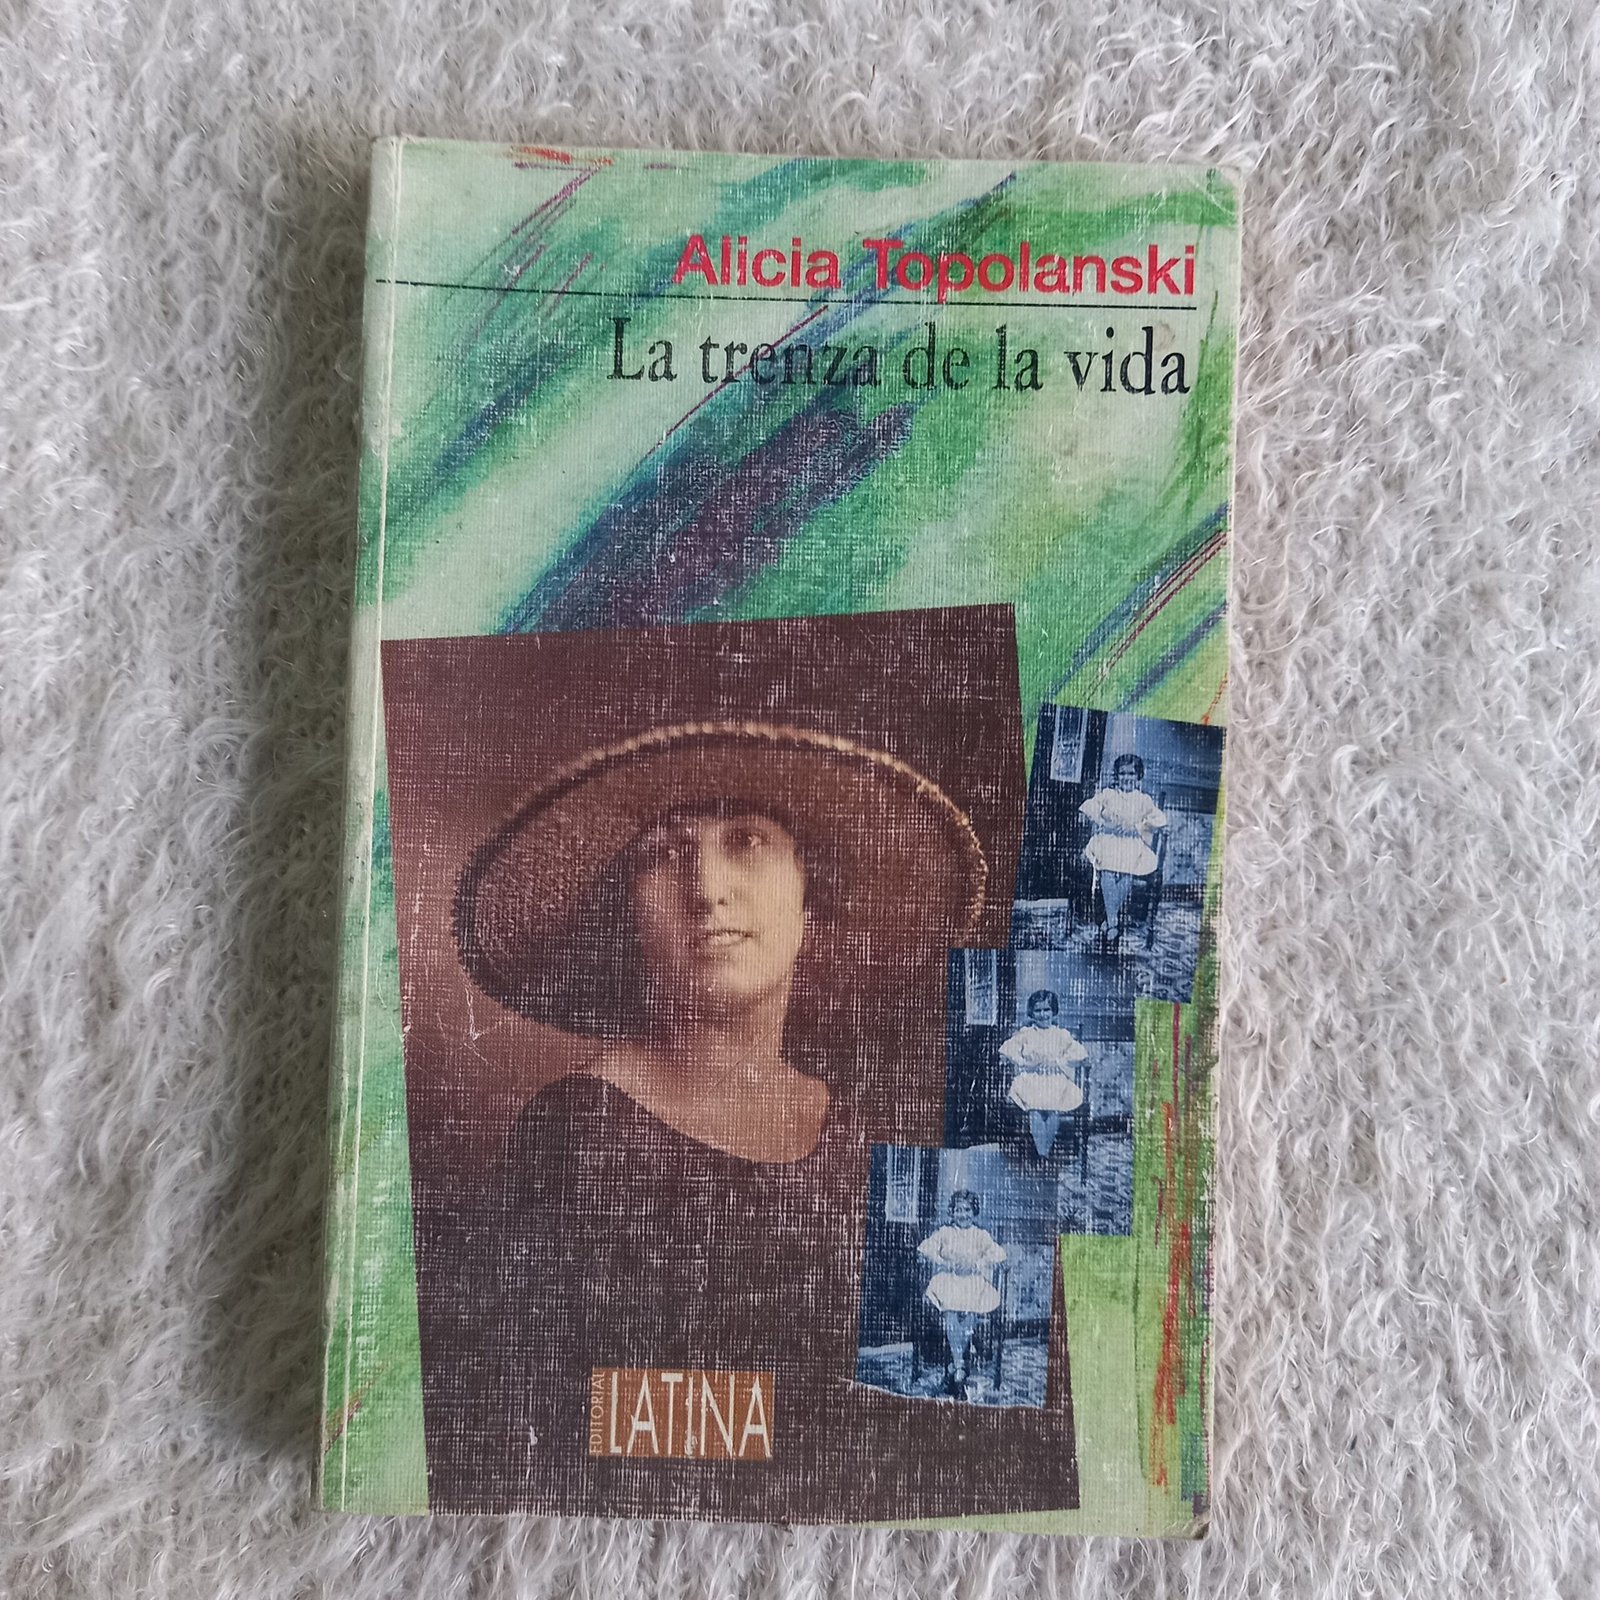 Alicia Topolanski
La trenza de la vida
EDITORIAL
LATINA